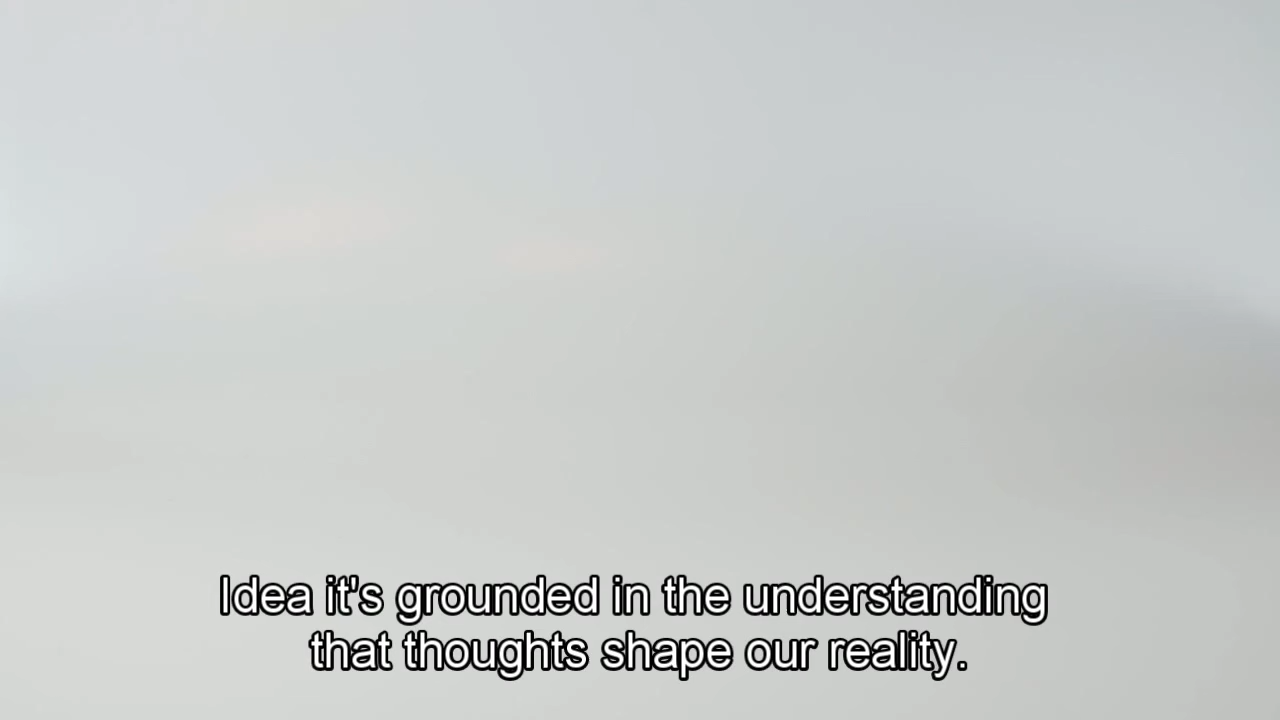 Idea it's grounded in the understanding
that thoughts shape our reality.